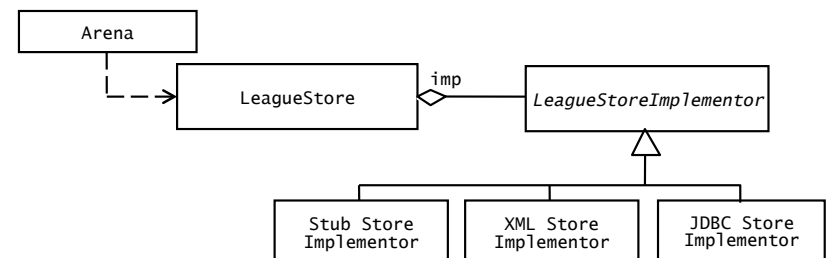 Arena
LeagueStore
imp
LeagueStoreImplementor
Stub Store
Implementor
XML Store
Implementor
JDBC Store
Implementor